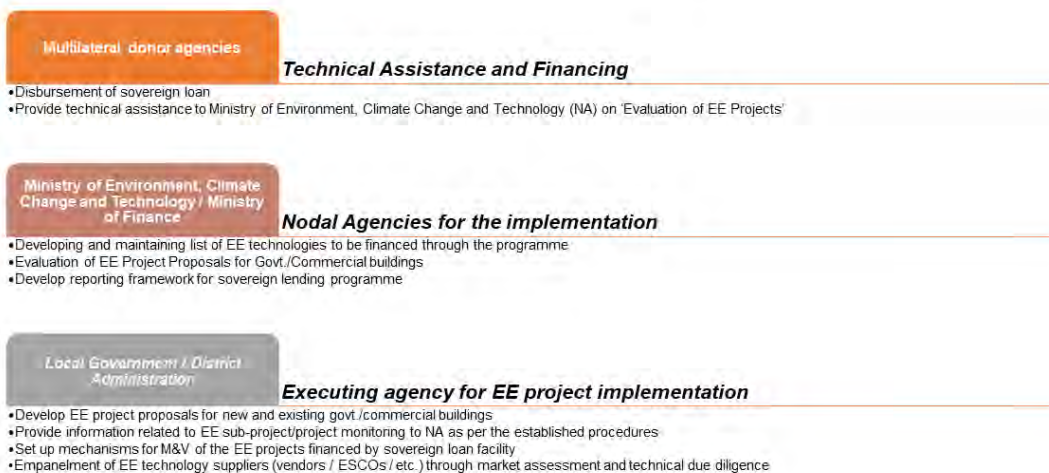 Multilateral donor agencies
Technical Assistance and Financing
•Disbursement of sovereign loan
•Provide technical assistance to Ministry of Environment, Climate Change and Technology (NA) on 'Evaluation of EE Projects'
Ministry of Environment, Climate
Change and Technology / Ministry
of Finance
Nodal Agencies for the implementation
•Developing and maintaining list of EE technologies to be financed through the programme
•Evaluation of EE Project Proposals for Govt./Commercial buildings
•Develop reporting framework for sovereign lending programme
Local Government / District
Administration
Executing agency for EE project implementation
•Develop EE project proposals for new and existing govt./commercial buildings
•Provide information related to EE sub-project/project monitoring to NA as per the established procedures
•Set up mechanisms for M&V of the EE projects financed by sovereign loan facility
•Empanelment of EE technology suppliers (vendors / ESCOs / etc.) through market assessment and technical due diligence